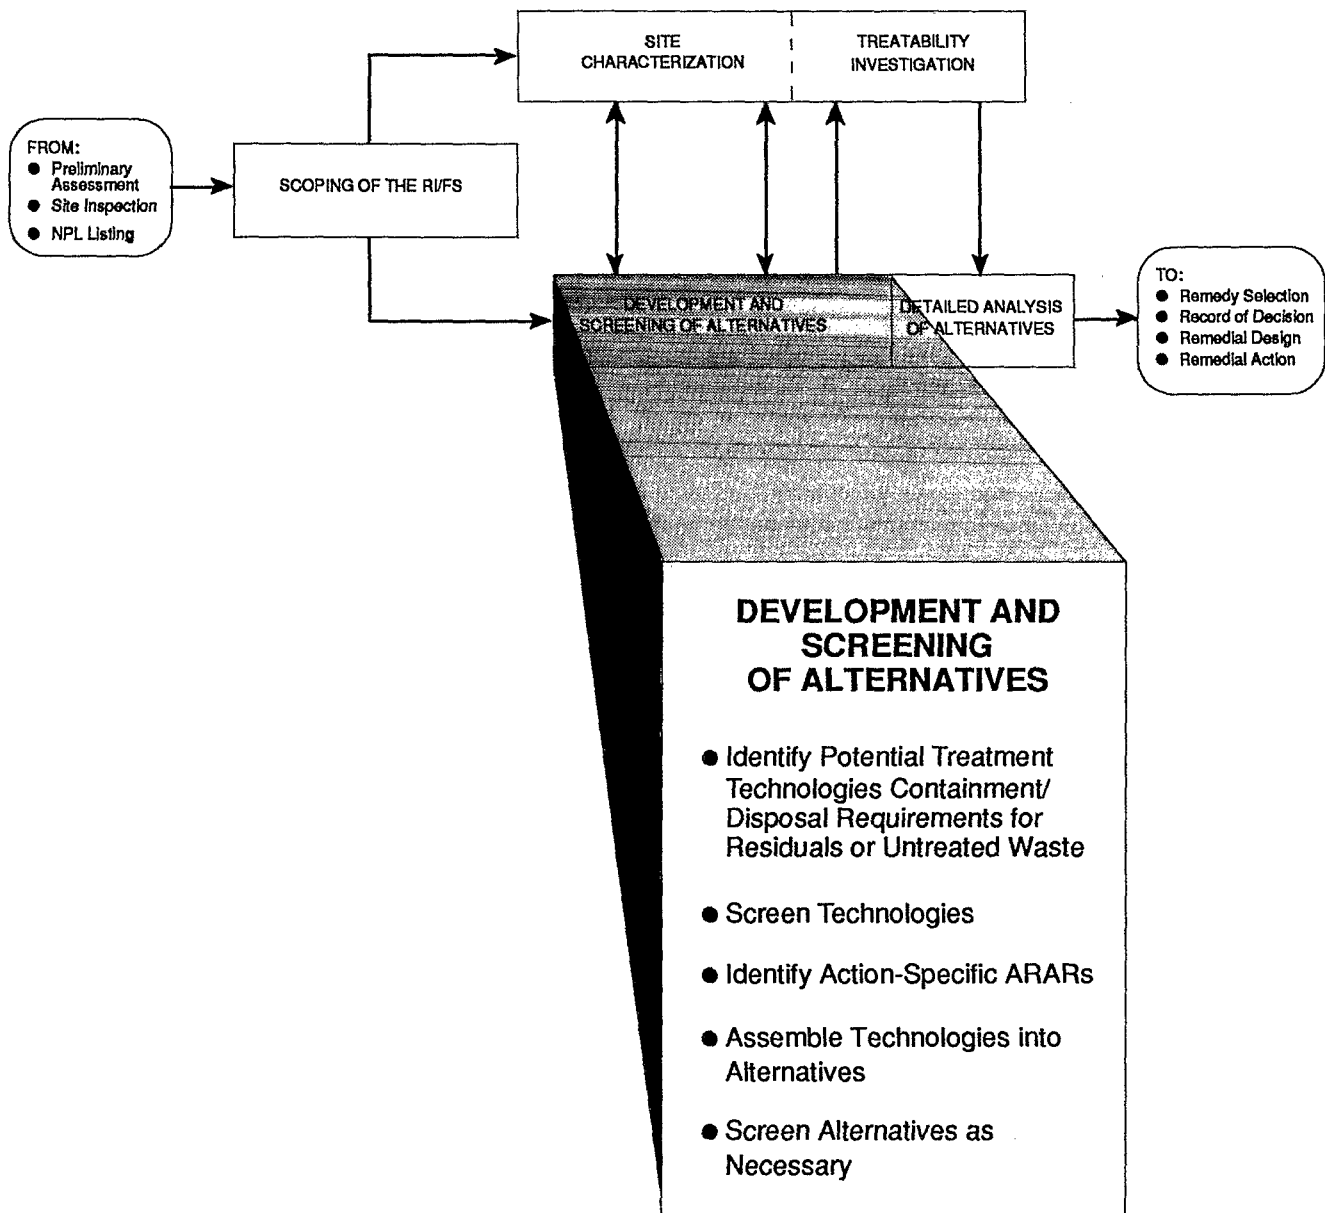 SITE
CHARACTERIZATION
TREATABILITY
INVESTIGATION
FROM:
● Preliminary
Assessment
● Site Inspection
● NPL Listing
SCOPING OF THE RI/FS
DEVELOPMENT AND
SCREENING OF ALTERNATIVES
DETAILED ANALYSIS
OF ALTERNATIVES
TO:
● Remedy Selection
● Record of Decision
● Remedial Design
● Remedial Action
DEVELOPMENT AND
SCREENING
OF ALTERNATIVES
● Identify Potential Treatment
Technologies Containment/
Disposal Requirements for
Residuals or Untreated Waste
● Screen Technologies
● Identify Action-Specific ARARs
● Assemble Technologies into
Alternatives
● Screen Alternatives as
Necessary